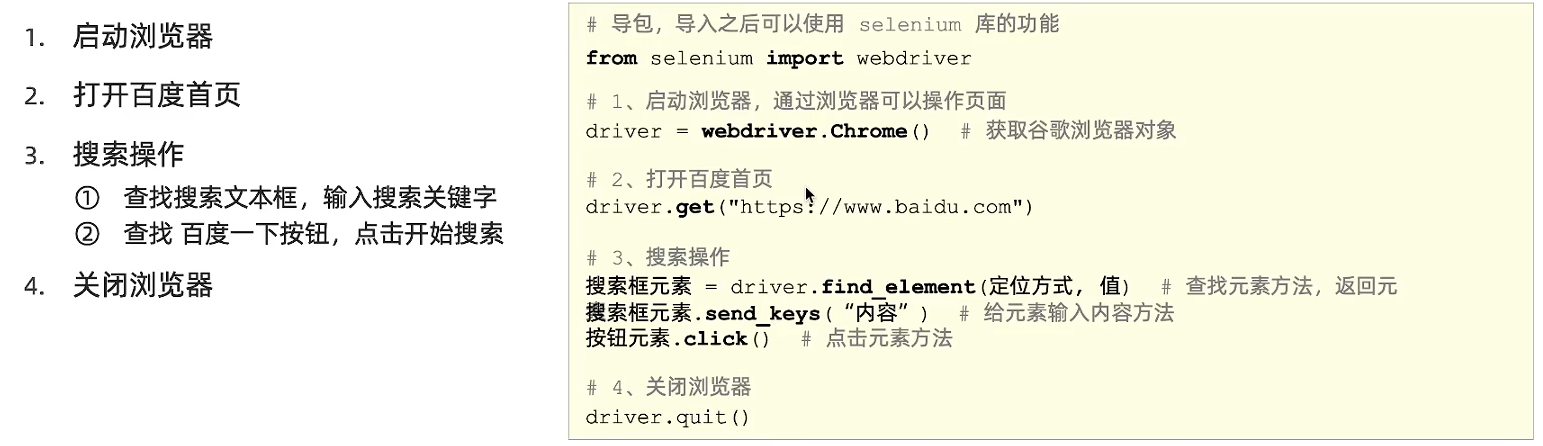 1. 启动浏览器
2. 打开百度首页
3. 搜索操作
① 查找搜索文本框，输入搜索关键字
② 查找 百度一下按钮，点击开始搜索
4. 关闭浏览器
# 导包，导入之后可以使用 selenium 库的功能
from selenium import webdriver
# 1、启动浏览器，通过浏览器可以操作页面
driver = webdriver.Chrome() # 获取谷歌浏览器对象
# 2、打开百度首页
driver.get("https://www.baidu.com")
# 3、搜索操作
搜索框元素 = driver.find_element(定位方式, 值) # 查找元素方法，返回元
搜索框元素.send_keys(“内容”) # 给元素输入内容方法
按钮元素.click() # 点击元素方法
# 4、关闭浏览器
driver.quit()